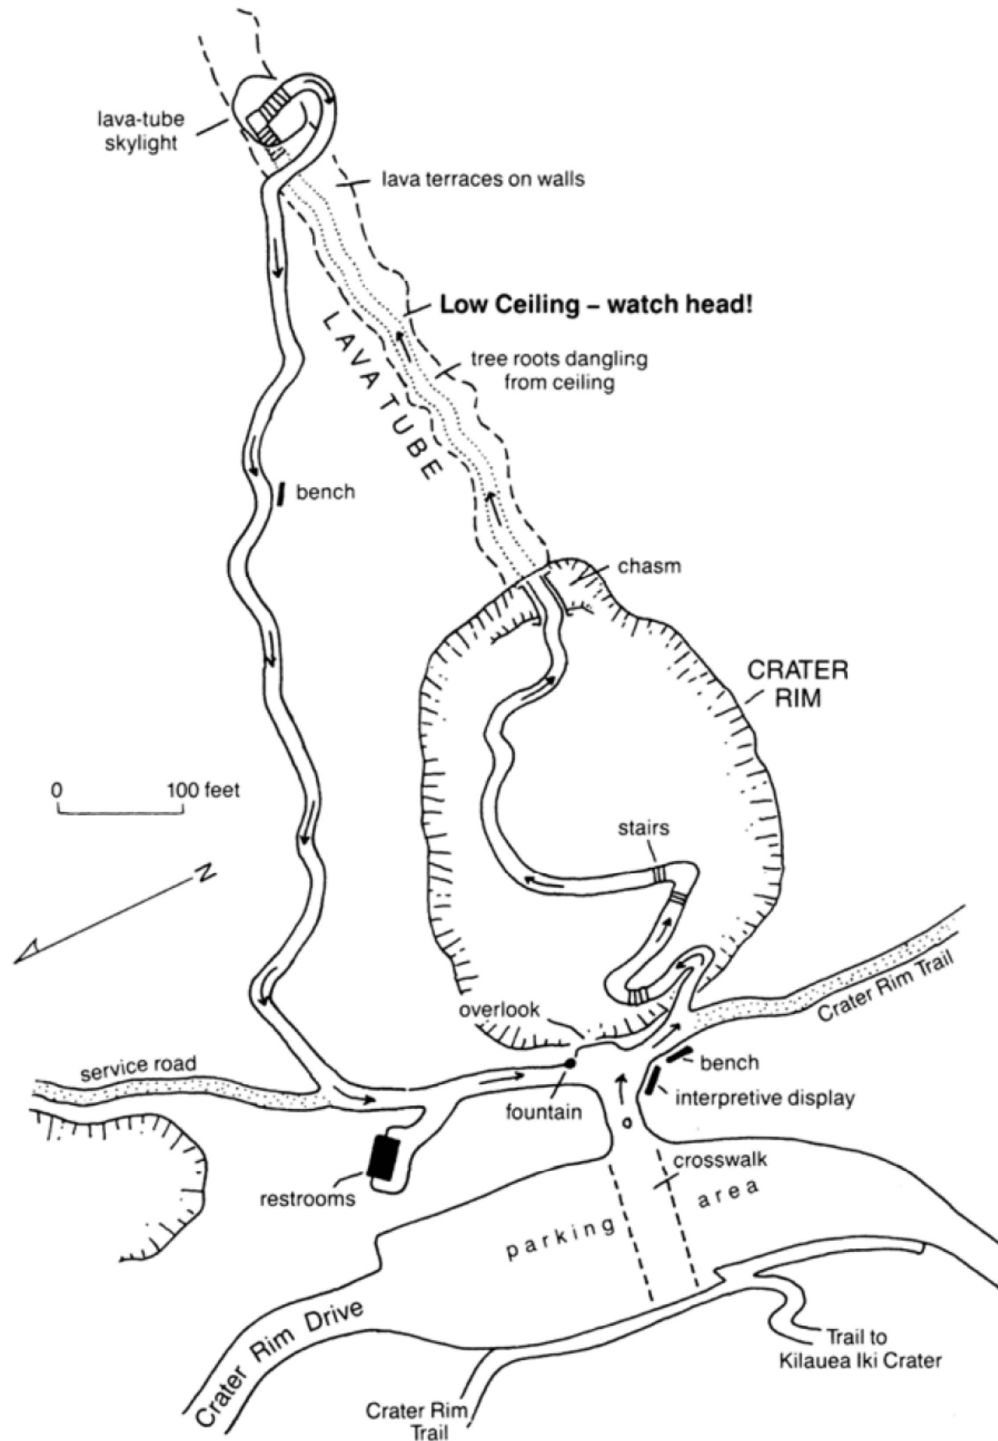 lava-tube
skylight
lava terraces on walls
Low Ceiling – watch head!
tree roots dangling
from ceiling
LAVA TUBE
bench
chasm
CRATER
RIM
0 100 feet
stairs
N
Crater Rim Trail
overlook
service road
bench
fountain
interpretive display
crosswalk
restrooms
parking area
Crater Rim Drive
Trail to
Kilauea Iki Crater
Crater Rim
Trail